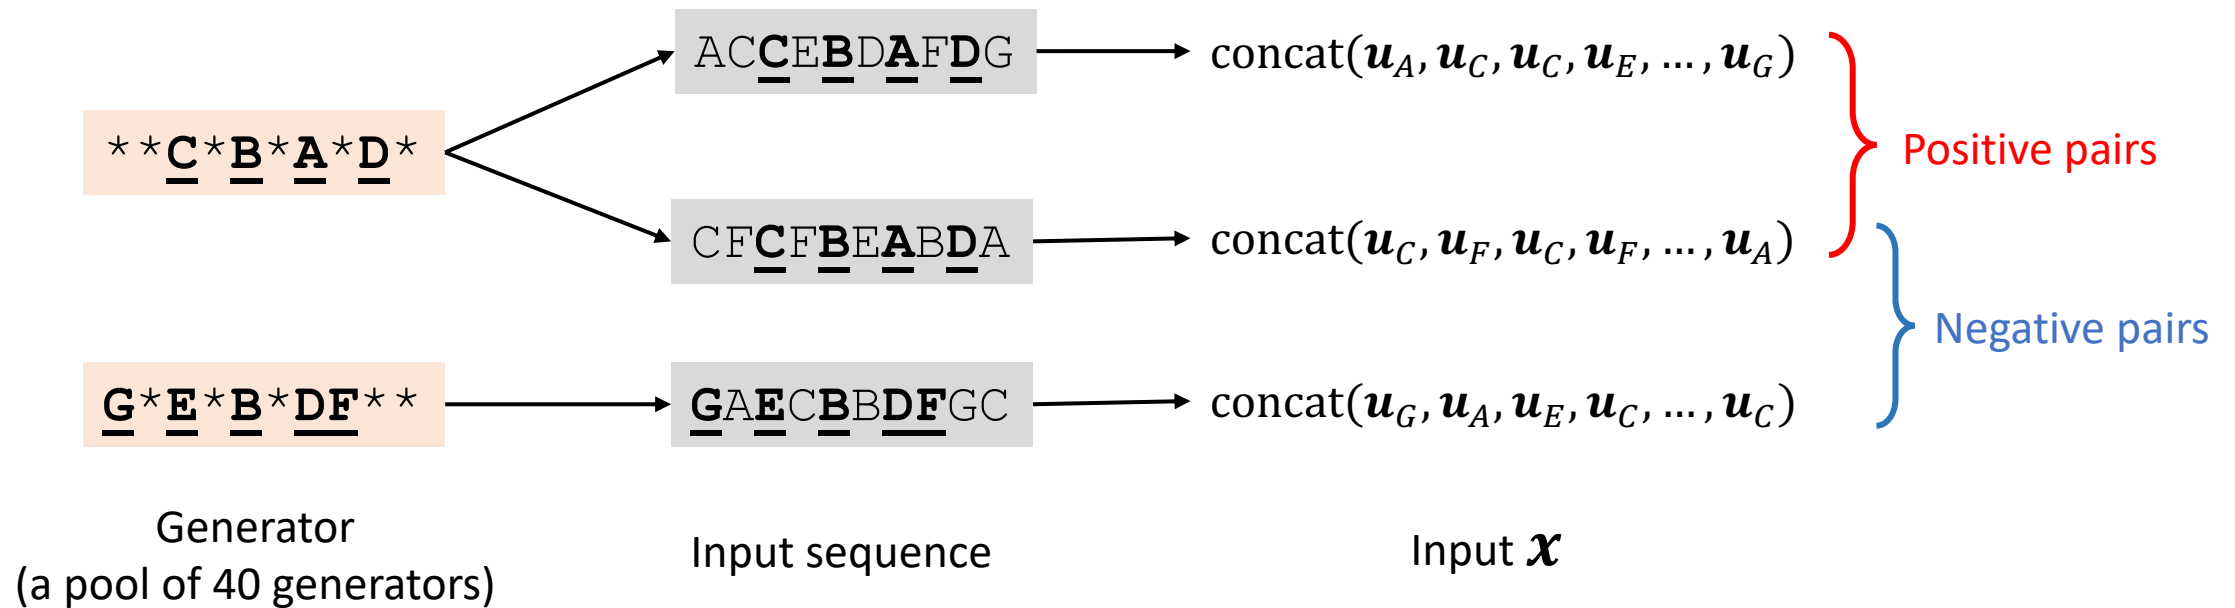 ACCEBDAFDG
concat(u_A, u_C, u_C, u_E, ..., u_G)
**C*B*A*D*
Positive pairs
CFCFBEABDA
concat(u_C, u_F, u_C, u_F, ..., u_A)
Negative pairs
G*E*B*DF**
GAECBBDFGC
concat(u_G, u_A, u_E, u_C, ..., u_C)
Generator
(a pool of 40 generators)
Input sequence
Input x